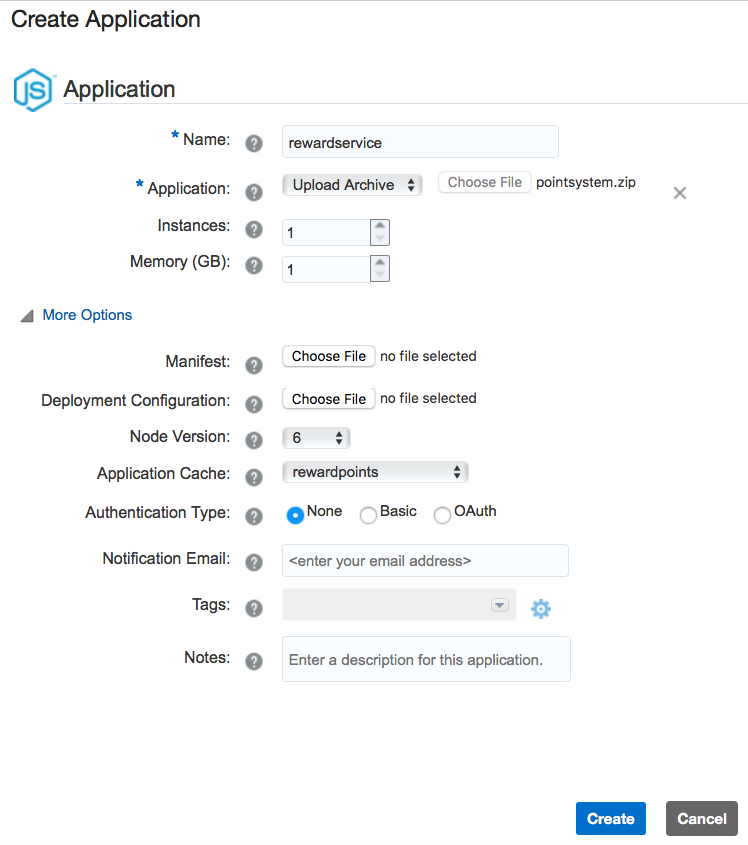 Create Application
JS Application
* Name: ? rewardservice
* Application: ? Upload Archive Choose File pointsystem.zip
Instances: ? 1
Memory (GB): ? 1
More Options
Manifest: ? Choose File no file selected
Deployment Configuration: ? Choose File no file selected
Node Version: ? 6
Application Cache: ? rewardpoints
Authentication Type: ? None Basic OAuth
Notification Email: ? <enter your email address>
Tags: ?
Notes: ? Enter a description for this application.
Create Cancel